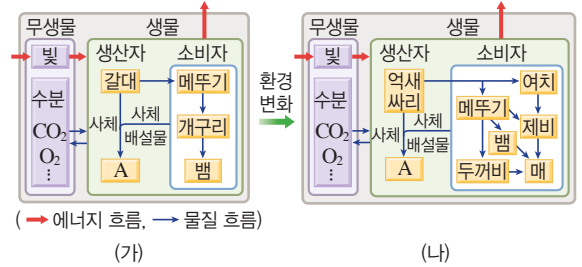 무생물
생물
빛
수분
CO₂
O₂
⋮
생산자
소비자
갈대
메뚜기
사체
사체
배설물
개구리
A
뱀
환경
변화
무생물
생물
빛
수분
CO₂
O₂
⋮
생산자
소비자
억새
싸리
여치
메뚜기
사체
사체
배설물
제비
뱀
A
두꺼비
매
( → 에너지 흐름, → 물질 흐름)
(가)
(나)